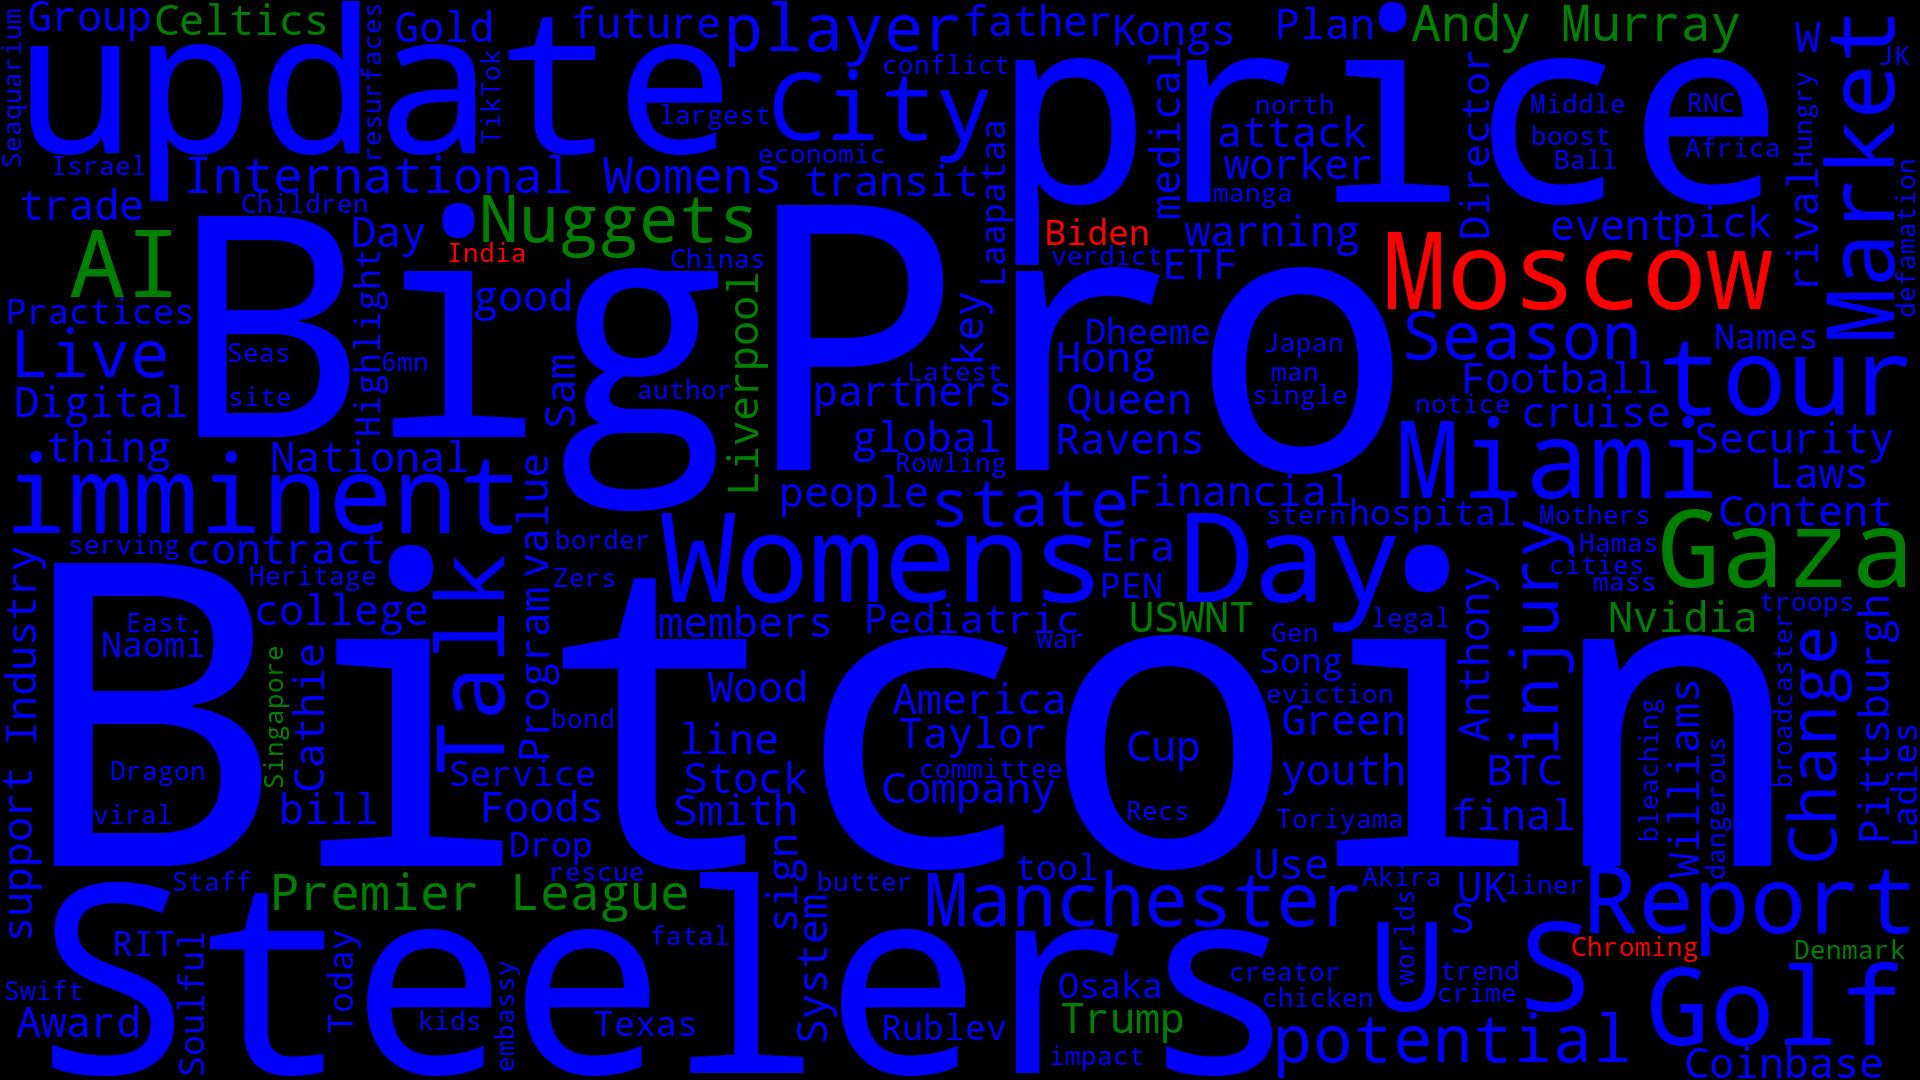 Group Celtics Gold future player father Kongs Plan Andy Murray W Market
update price
Seaquarium resurfaces TikTok largest City conflict medical north Director Middle RNC JK
Israel economic attack boost Africa Hungry
International Womens transit Laapataa worker Ball rival defamation
trade Children manga
AI Day Nuggets Biden warning event pick
India Chinas verdict ETF Moscow
Practices Highlight good Liverpool key Dheeme Season Names
Big Pro
Live Seas 6mn Sam author Latest Hong Japan Football tour
Digital site partners Queen man notice cruise
single
thing National global Ravens Miami Security
imminent Rowling Laws
value people state Financial stern hospital Mothers Content
serving contract border Womens Day Era injury Hamas Gaza
Heritage Zers PEN cities
mass
college Talk members Pediatric USWNT legal Anthony Nvidia troops
East War Gen
Naomi Program Wood America Song Pittsburgh
Bitcoin
support Industry Singapore Cathie bond Taylor eviction bleaching Williams broadcaster Change
line Cup Green dangerous Ladies
Dragon Service Stock committee youth BTC
viral bill Foods Smith Company Recs Toriyama final
Drop sign tool Use
Staff Premier League rescue butter Manchester Akira UK liner Report
S
Steelers
RIT Soulful Today fatal System worlds U S Chroming Denmark
Swift embassy Osaka creator trend Golf
Award kids Texas Rublev Trump chicken crime
impact potential Coinbase